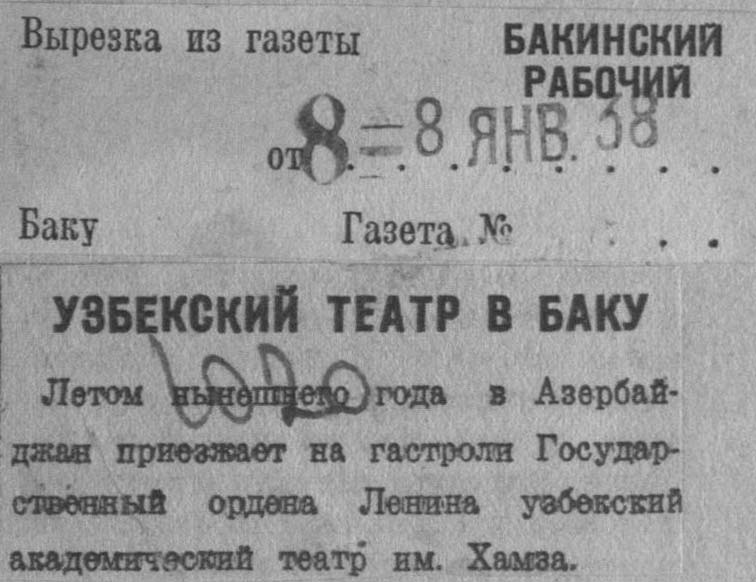 Вырезка из газеты БАКИНСКИЙ
РАБОЧИЙ
от 8 = 8. ЯНВ. 38
Баку Газета №
УЗБЕКСКИЙ ТЕАТР В БАКУ
Летом нынешнего года в Азербай-
джан приезжает на гастроли Государ-
ственный ордена Ленина узбекский
академический театр им. Хамза.